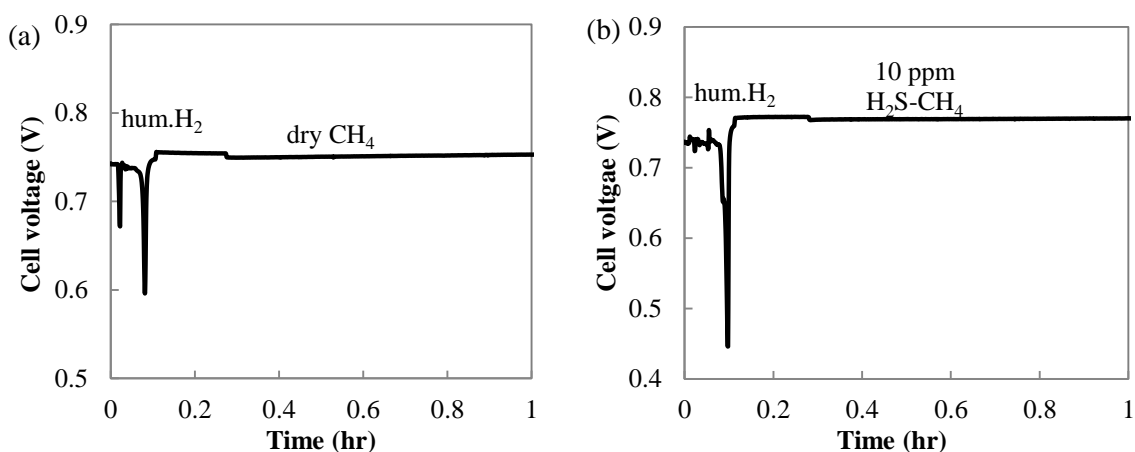 (a)
0.9
0.8
0.7
0.6
0.5
Cell voltage (V)
hum.H₂
dry CH₄
0 0.2 0.4 0.6 0.8 1
Time (hr)
(b)
0.9
0.8
0.7
0.6
0.5
0.4
Cell voltgae (V)
hum.H₂
10 ppm
H₂S-CH₄
0 0.2 0.4 0.6 0.8 1
Time (hr)